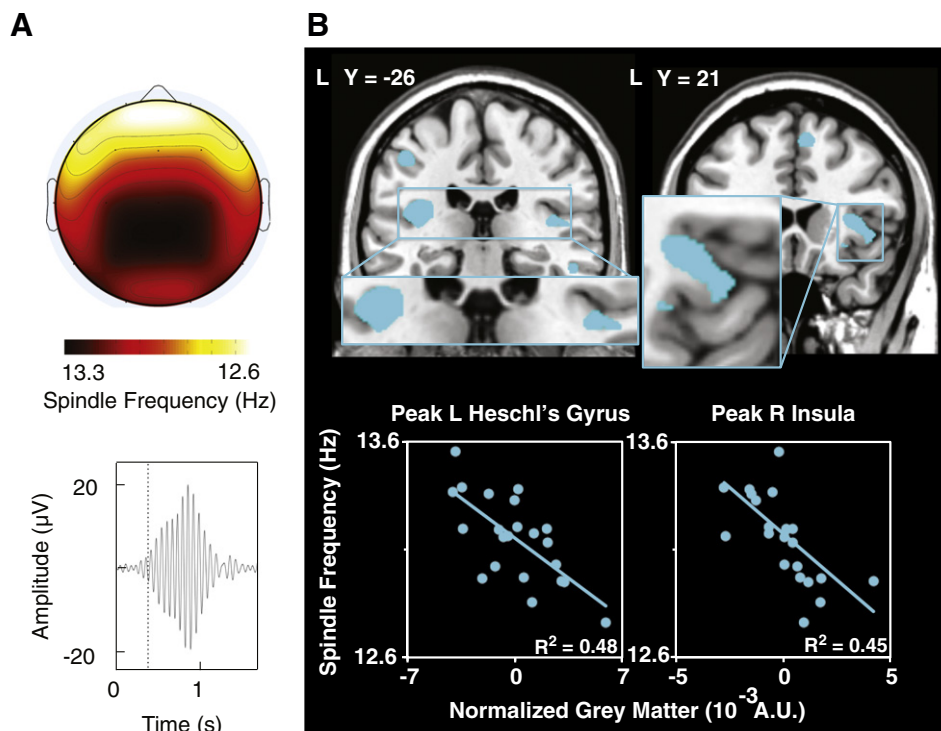 A
B
L Y = -26
L Y = 21
13.3 12.6
Spindle Frequency (Hz)
20
-20
Amplitude (µV)
0 1
Time (s)
Peak L Heschl's Gyrus
Peak R Insula
13.6
12.6
Spindle Frequency (Hz)
R² = 0.48
-7 0 7
13.6
12.6
R² = 0.45
-5 0 5
Normalized Grey Matter (10⁻³ A.U.)